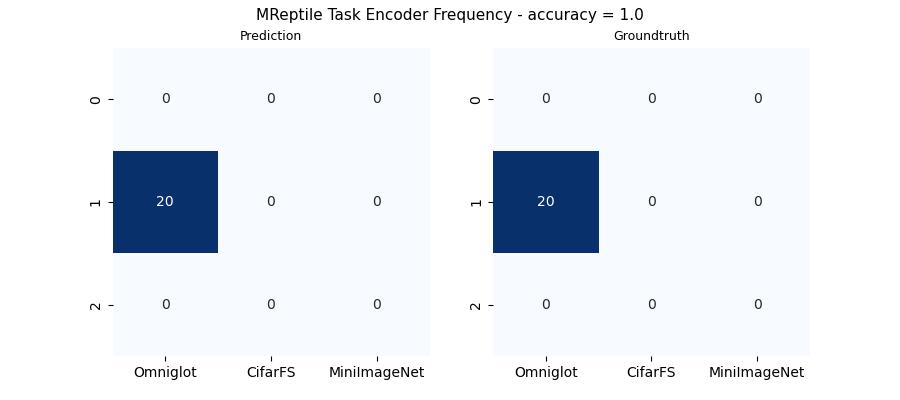 MReptile Task Encoder Frequency - accuracy = 1.0
Prediction
Groundtruth
0
0 0 0
0
0 0 0
1
20 0 0
1
20 0 0
2
0 0 0
2
0 0 0
Omniglot CifarFS MiniImageNet
Omniglot CifarFS MiniImageNet